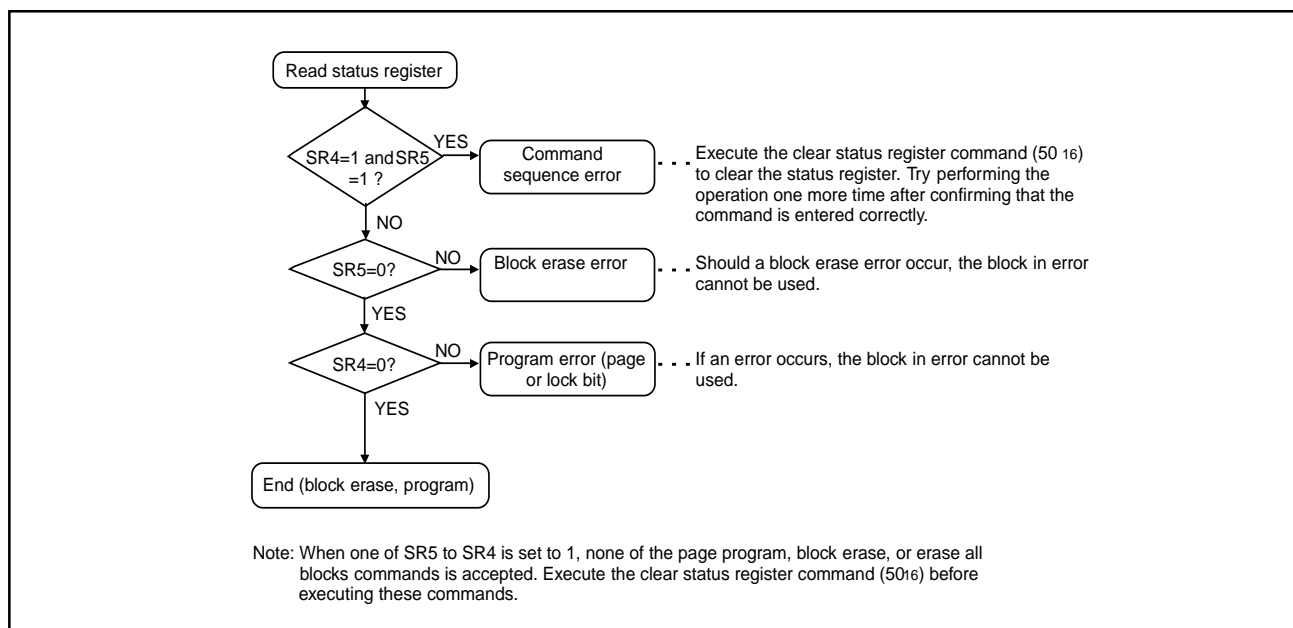 Read status register
YES
SR4=1 and SR5
=1 ?
Command
sequence error
Execute the clear status register command (50 16)
to clear the status register. Try performing the
operation one more time after confirming that the
command is entered correctly.
NO
SR5=0?
NO
Block erase error
Should a block erase error occur, the block in error
cannot be used.
YES
SR4=0?
NO
Program error (page
or lock bit)
If an error occurs, the block in error cannot be
used.
YES
End (block erase, program)
Note: When one of SR5 to SR4 is set to 1, none of the page program, block erase, or erase all
blocks commands is accepted. Execute the clear status register command (5016) before
executing these commands.